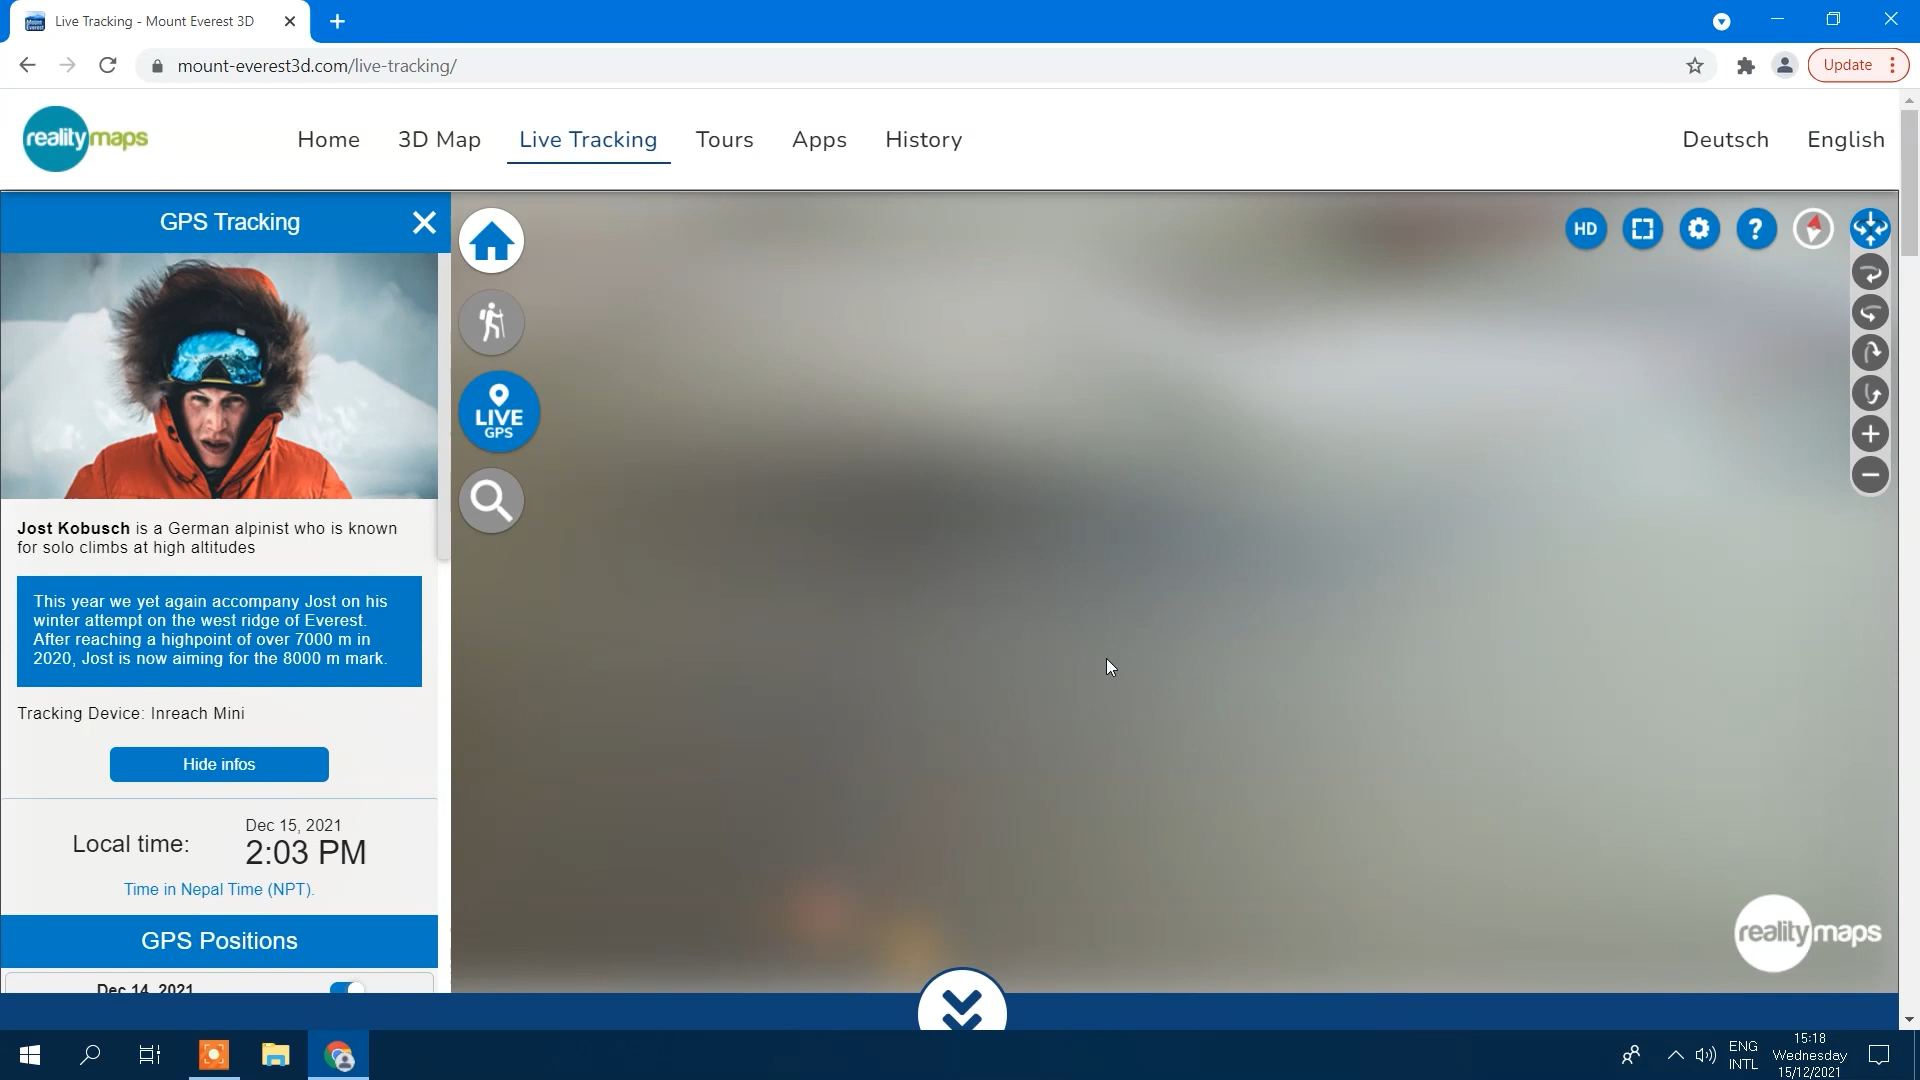 Live Tracking - Mount Everest 3D
mount-everest3d.com/live-tracking/
Update
realitymaps
Home
3D Map
Live Tracking
Tours
Apps
History
Deutsch
English
GPS Tracking
HD
?
LIVE
GPS
Jost Kobusch is a German alpinist who is known
for solo climbs at high altitudes
This year we yet again accompany Jost on his
winter attempt on the west ridge of Everest.
After reaching a highpoint of over 7000 m in
2020, Jost is now aiming for the 8000 m mark.
Tracking Device: Inreach Mini
Hide infos
Local time:
Dec 15, 2021
2:03 PM
Time in Nepal Time (NPT).
GPS Positions
Dec 14, 2021
realitymaps
ENG
INTL
15:18
Wednesday
15/12/2021